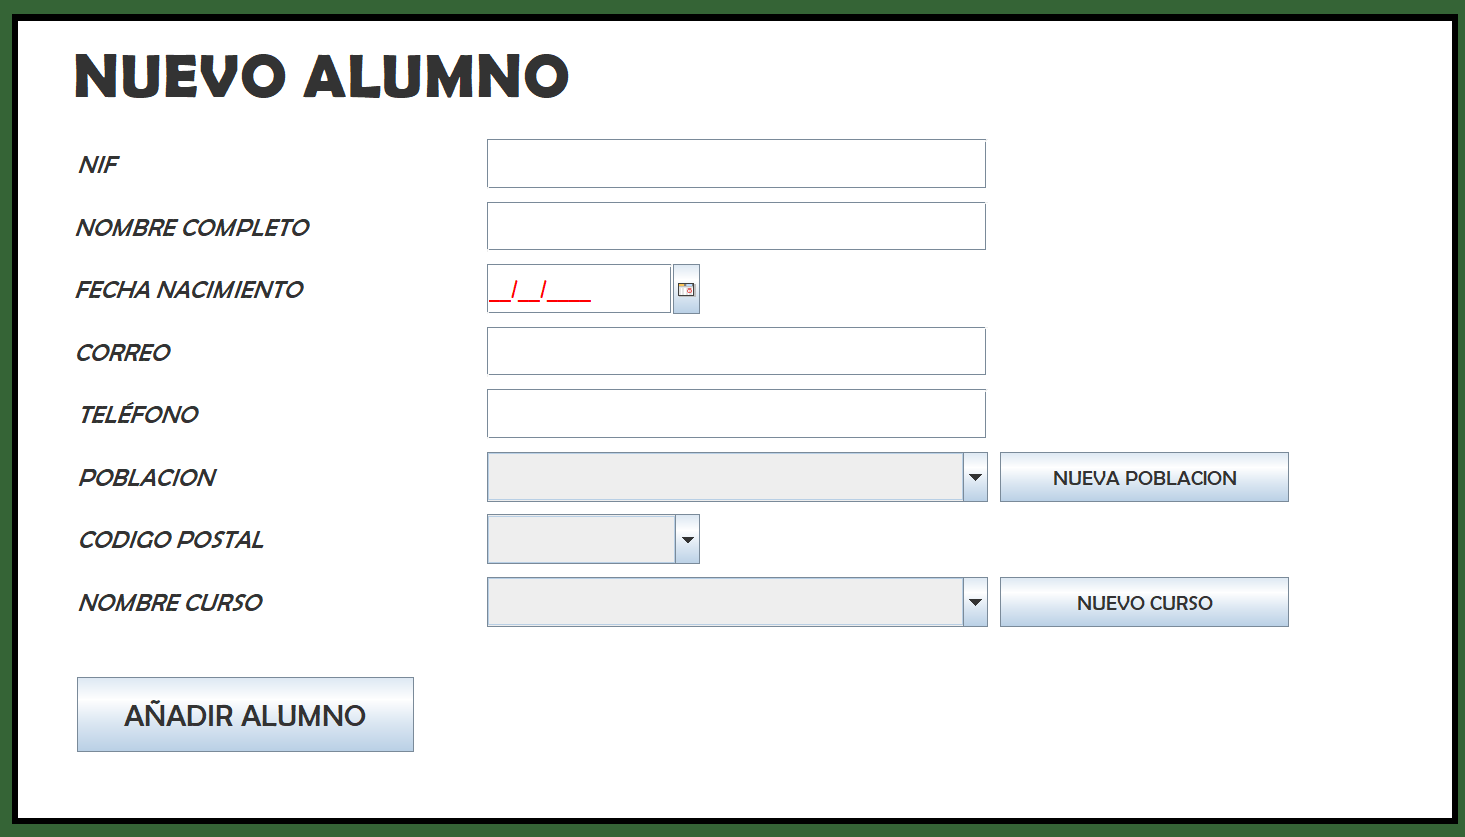 NUEVO ALUMNO
NIF
NOMBRE COMPLETO
FECHA NACIMIENTO __/__/____
CORREO
TELÉFONO
POBLACION NUEVA POBLACION
CODIGO POSTAL
NOMBRE CURSO NUEVO CURSO
AÑADIR ALUMNO